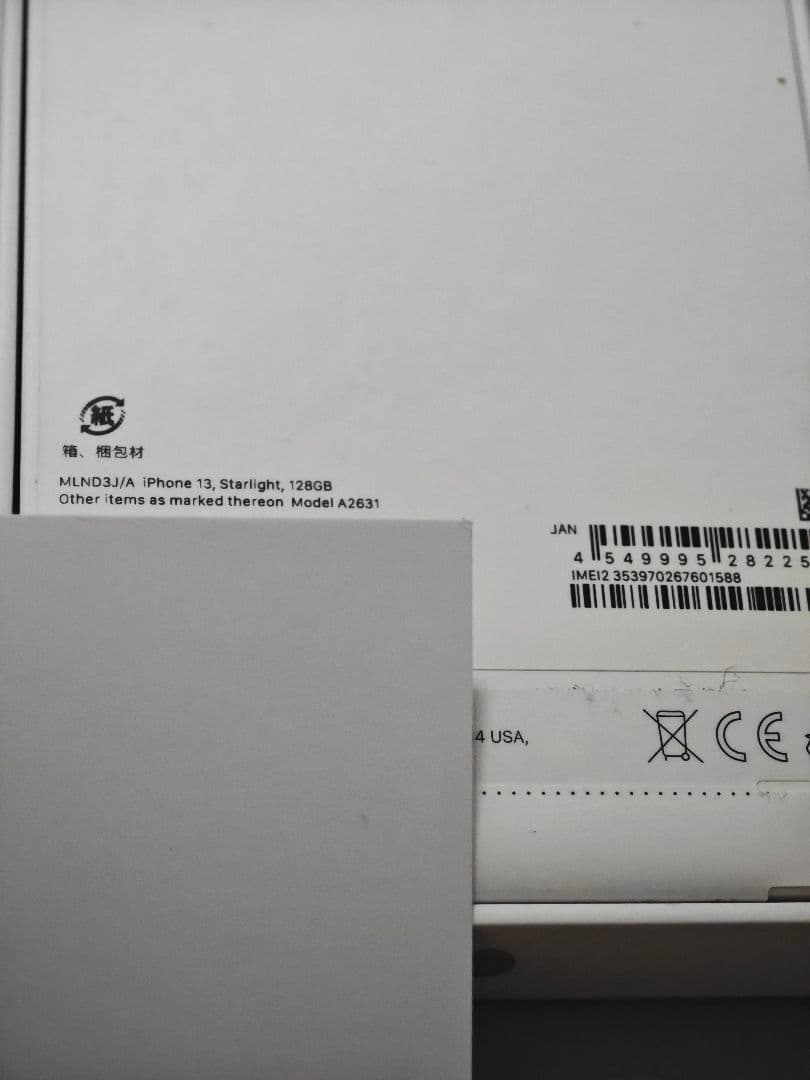 紙
箱、梱包材
MLND3J/A iPhone 13, Starlight, 128GB
Other items as marked thereon Model A2631
JAN
4 549995 28225
IMEI2 353970267601588
4 USA,
CE